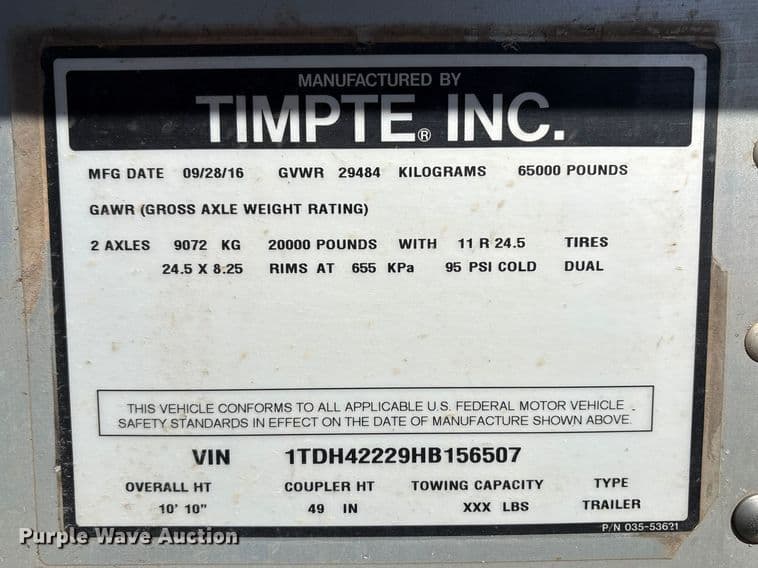 MANUFACTURED BY
TIMPTE® INC.
MFG DATE 09/28/16 GVWR 29484 KILOGRAMS 65000 POUNDS
GAWR (GROSS AXLE WEIGHT RATING)
2 AXLES 9072 KG 20000 POUNDS WITH 11 R 24.5 TIRES
24.5 X 8.25 RIMS AT 655 KPa 95 PSI COLD DUAL
THIS VEHICLE CONFORMS TO ALL APPLICABLE U.S. FEDERAL MOTOR VEHICLE
SAFETY STANDARDS IN EFFECT ON THE DATE OF MANUFACTURE SHOWN ABOVE.
VIN 1TDH42229HB156507
OVERALL HT COUPLER HT TOWING CAPACITY TYPE
10' 10" 49 IN XXX LBS TRAILER
P/N 035-53621
Purple Wave Auction